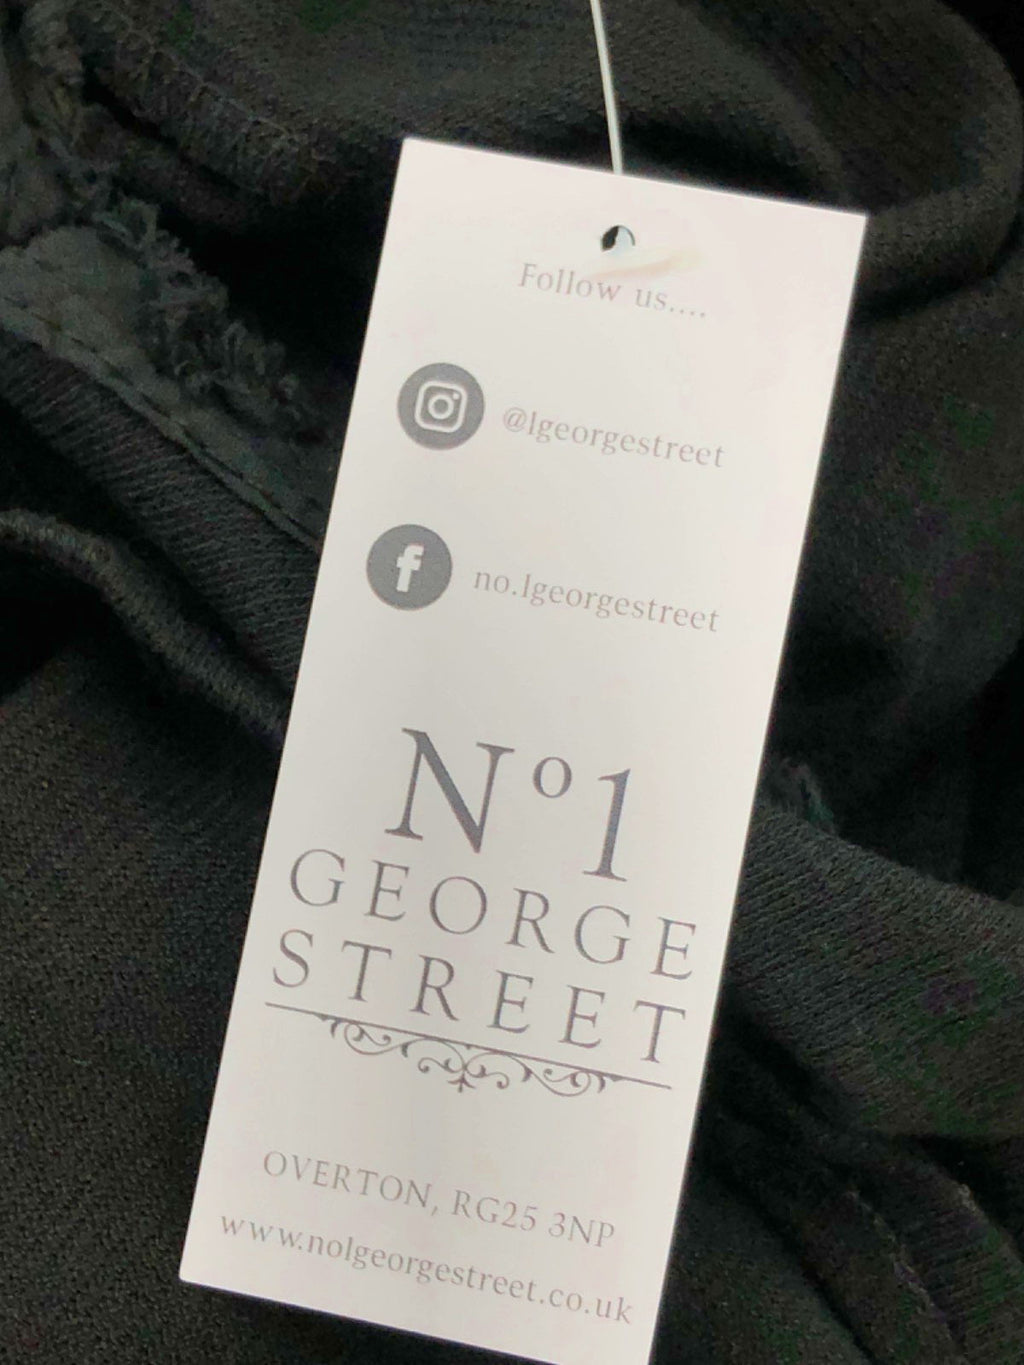 Follow us....
@1georgestreet
no.1georgestreet
Nº1
GEORGE
STREET
OVERTON, RG25 3NP
www.no1georgestreet.co.uk